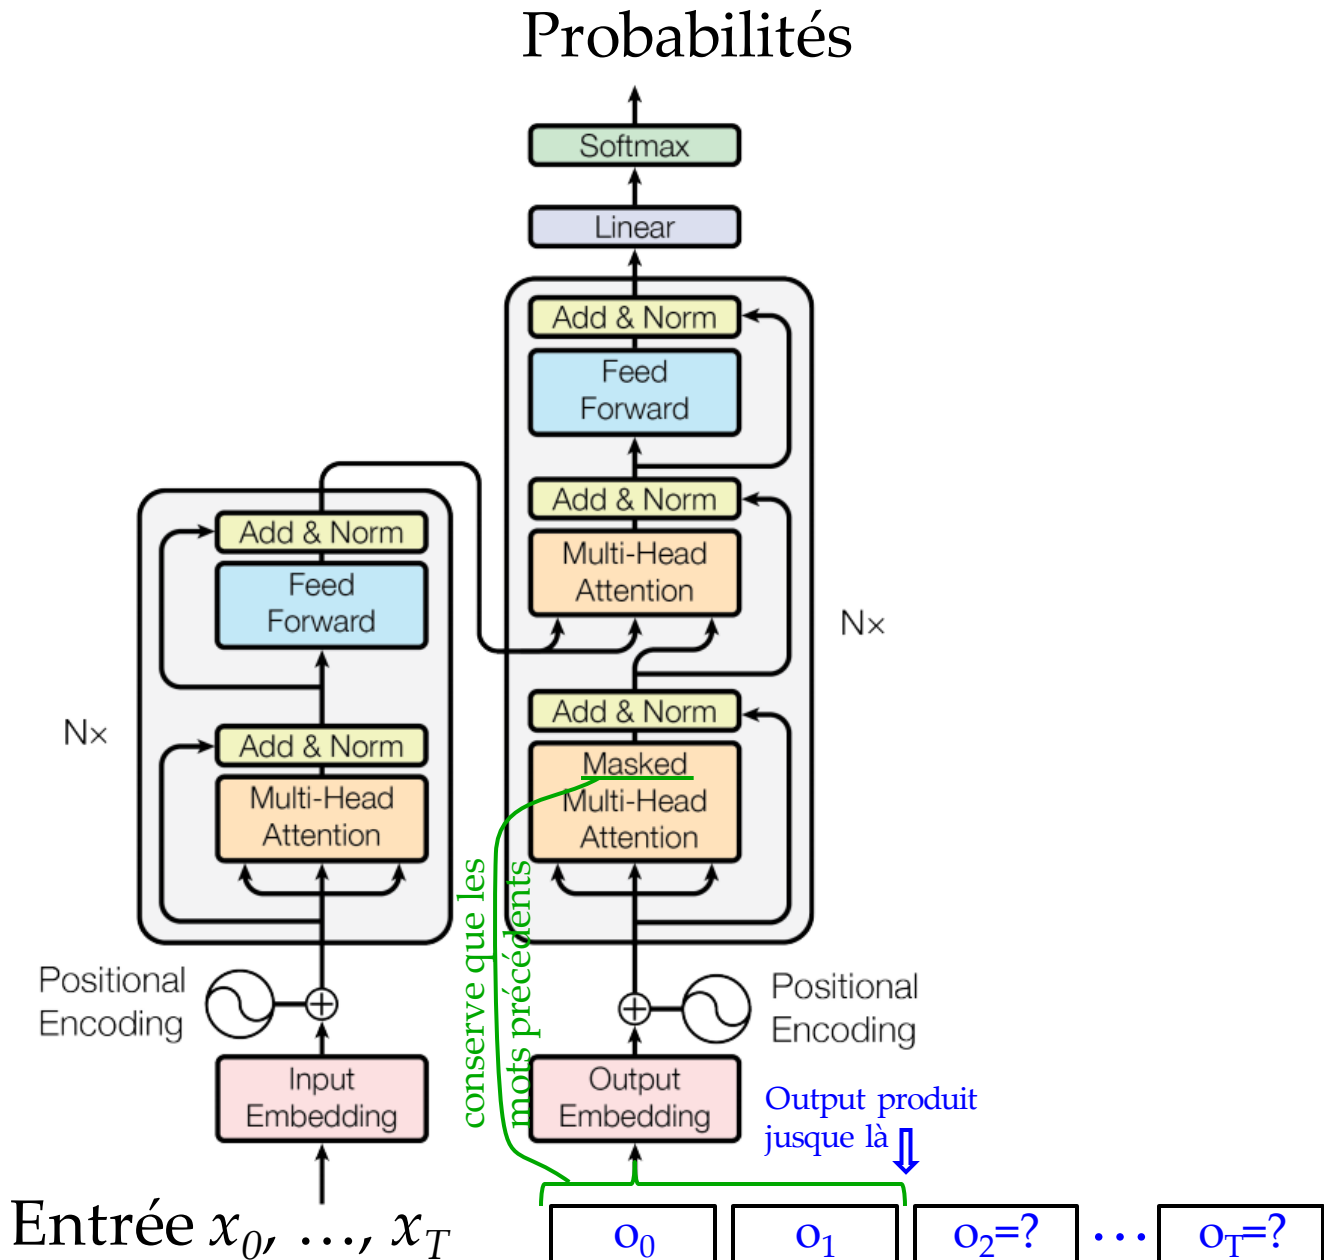 Probabilités
Softmax
Linear
Add & Norm
Feed
Forward
Add & Norm
Multi-Head
Attention
Nx
Add & Norm
Masked
Multi-Head
Attention
Add & Norm
Feed
Forward
Nx
Add & Norm
Multi-Head
Attention
conserve que les
mots précédents
Positional
Encoding
Positional
Encoding
Input
Embedding
Output
Embedding
Output produit
jusque là
Entrée x0, …, xT
o0
o1
o2=?
…
oT=?